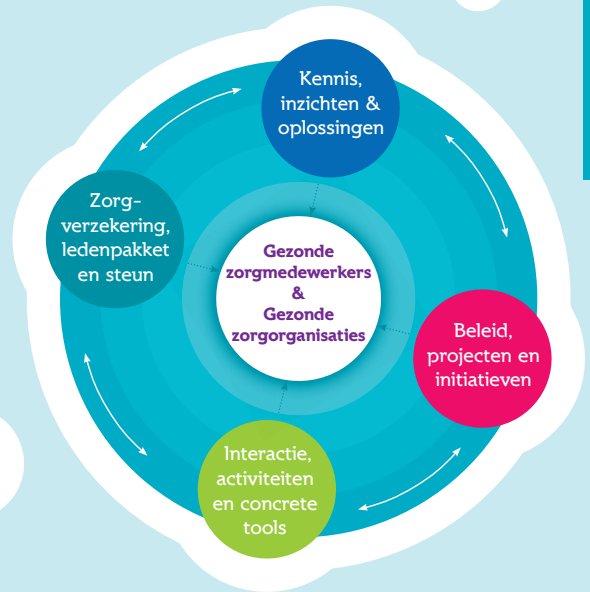 Kennis,
inzichten &
oplossingen
Zorg-
verzekering,
ledenpakket
en steun
Gezonde
zorgmedewerkers
&
Gezonde
zorgorganisaties
Beleid,
projecten en
initiatieven
Interactie,
activiteiten
en concrete
tools